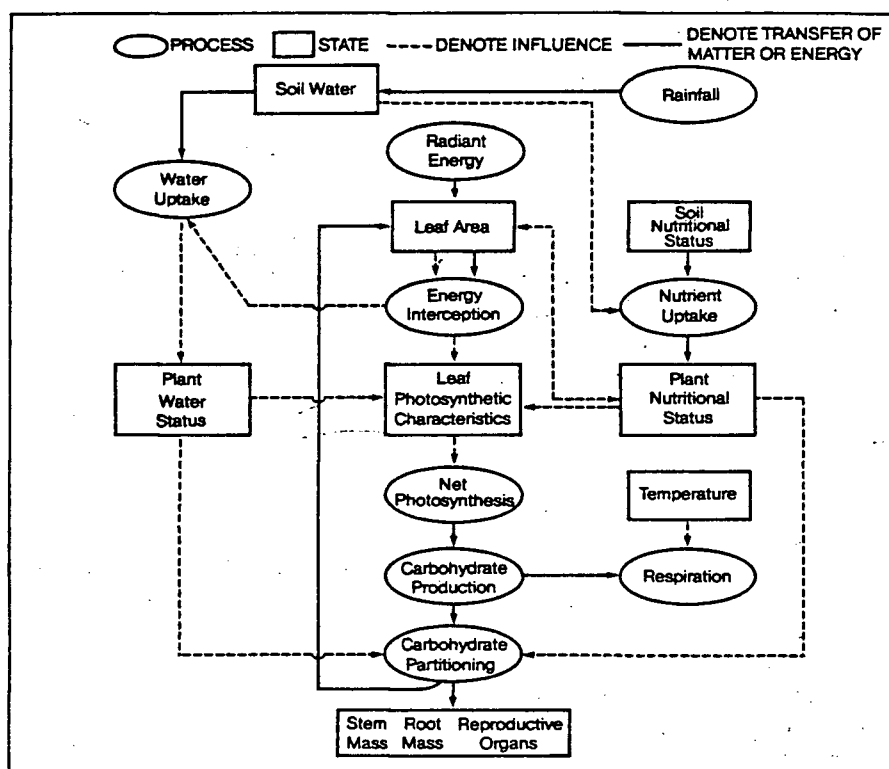 PROCESS STATE DENOTE INFLUENCE DENOTE TRANSFER OF
MATTER OR ENERGY
Soil Water
Rainfall
Radiant
Energy
Water
Uptake
Leaf Area
Soil
Nutritional
Status
Energy
Interception
Nutrient
Uptake
Plant
Water
Status
Leaf
Photosynthetic
Characteristics
Plant
Nutritional
Status
Net
Photosynthesis
Temperature
Carbohydrate
Production
Respiration
Carbohydrate
Partitioning
Stem Root Reproductive
Mass Mass Organs